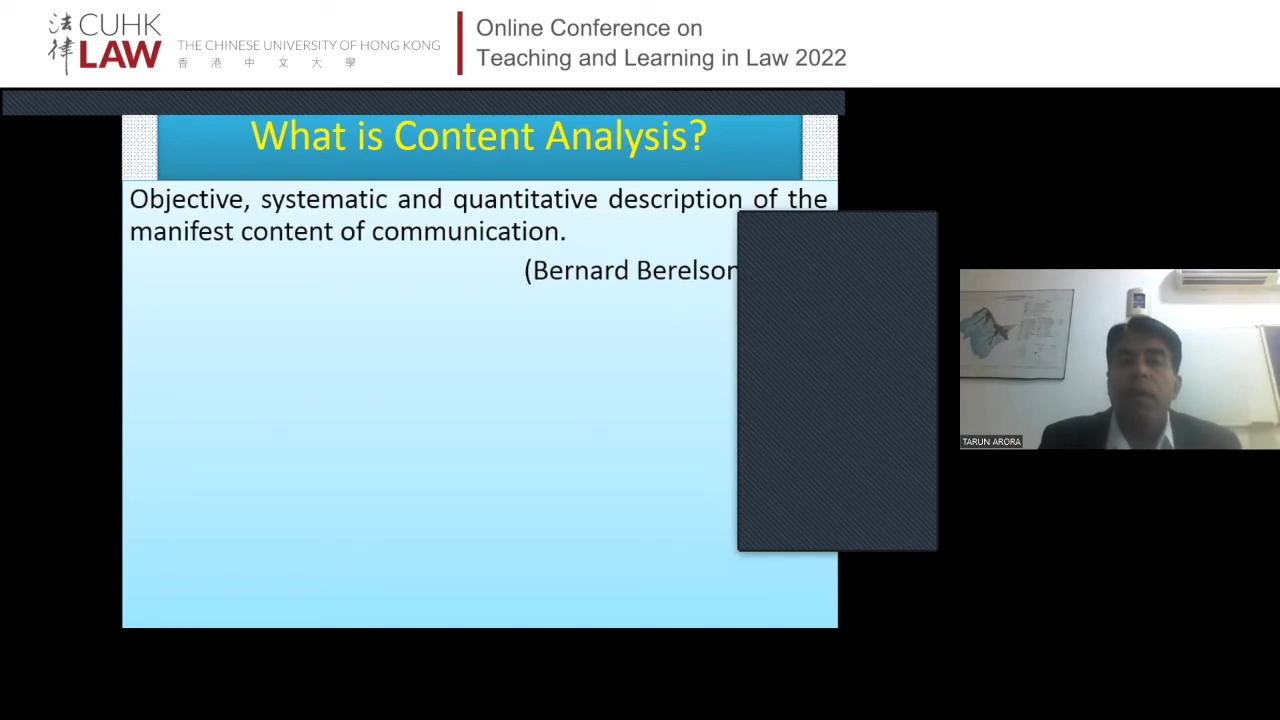 法律
CUHK
LAW
THE CHINESE UNIVERSITY OF HONG KONG
香港中文大學
Online Conference on
Teaching and Learning in Law 2022
What is Content Analysis?
Objective, systematic and quantitative description of the
manifest content of communication.
(Bernard Berelson
TARUN ARORA